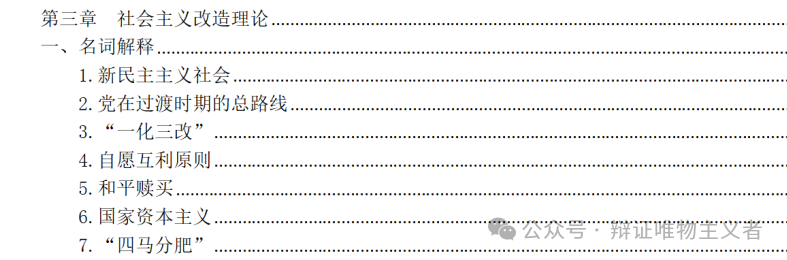 第三章 社会主义改造理论
一、名词解释
1.新民主主义社会
2.党在过渡时期的总路线
3.“一化三改”
4.自愿互利原则
5.和平赎买
6.国家资本主义
公众号·辩证唯物主义者
7.“四马分肥”